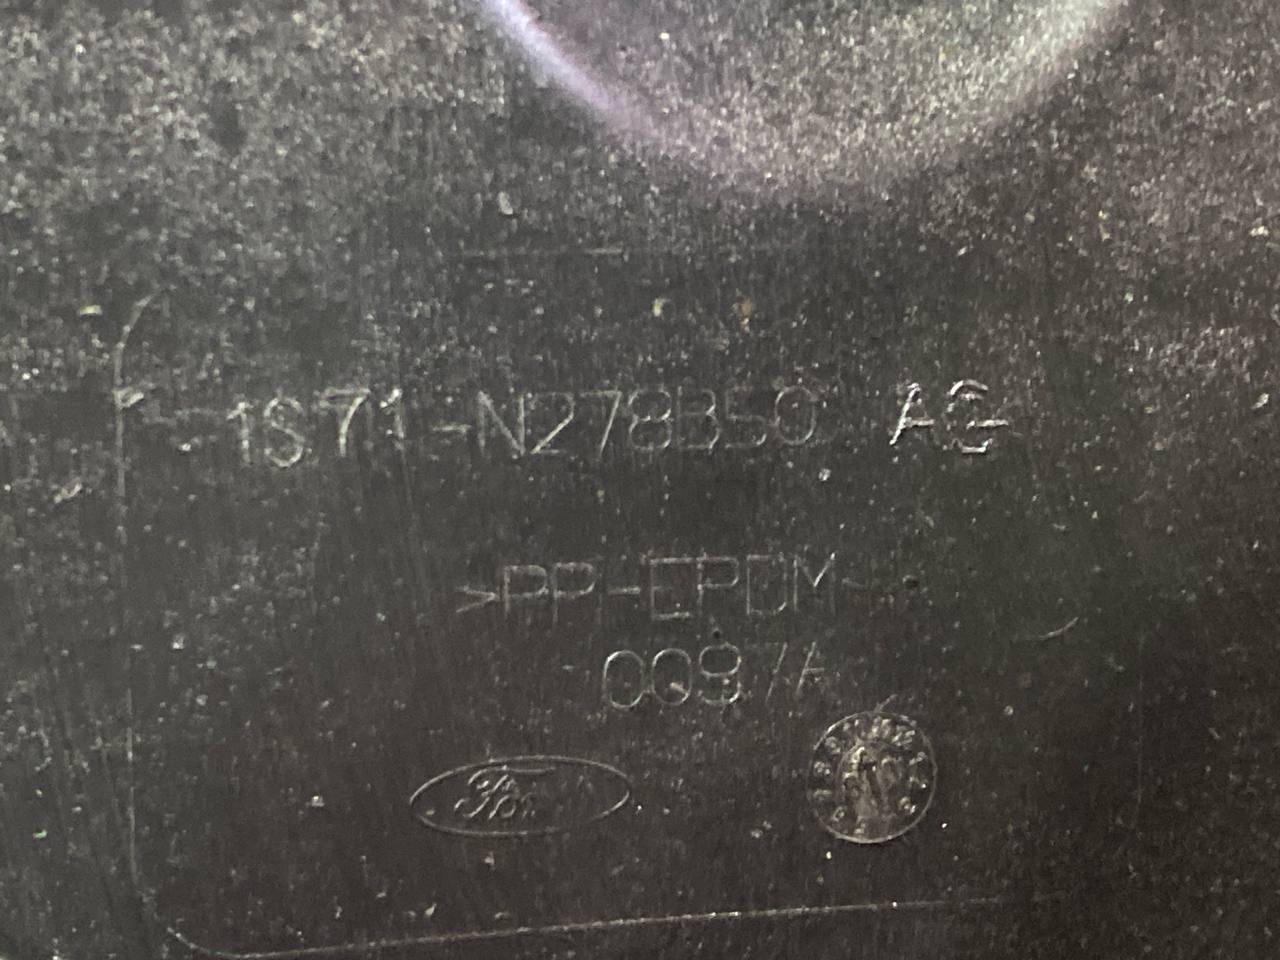 1S71-N278B50 AG
>PP-EPDM<
0097A
Ford